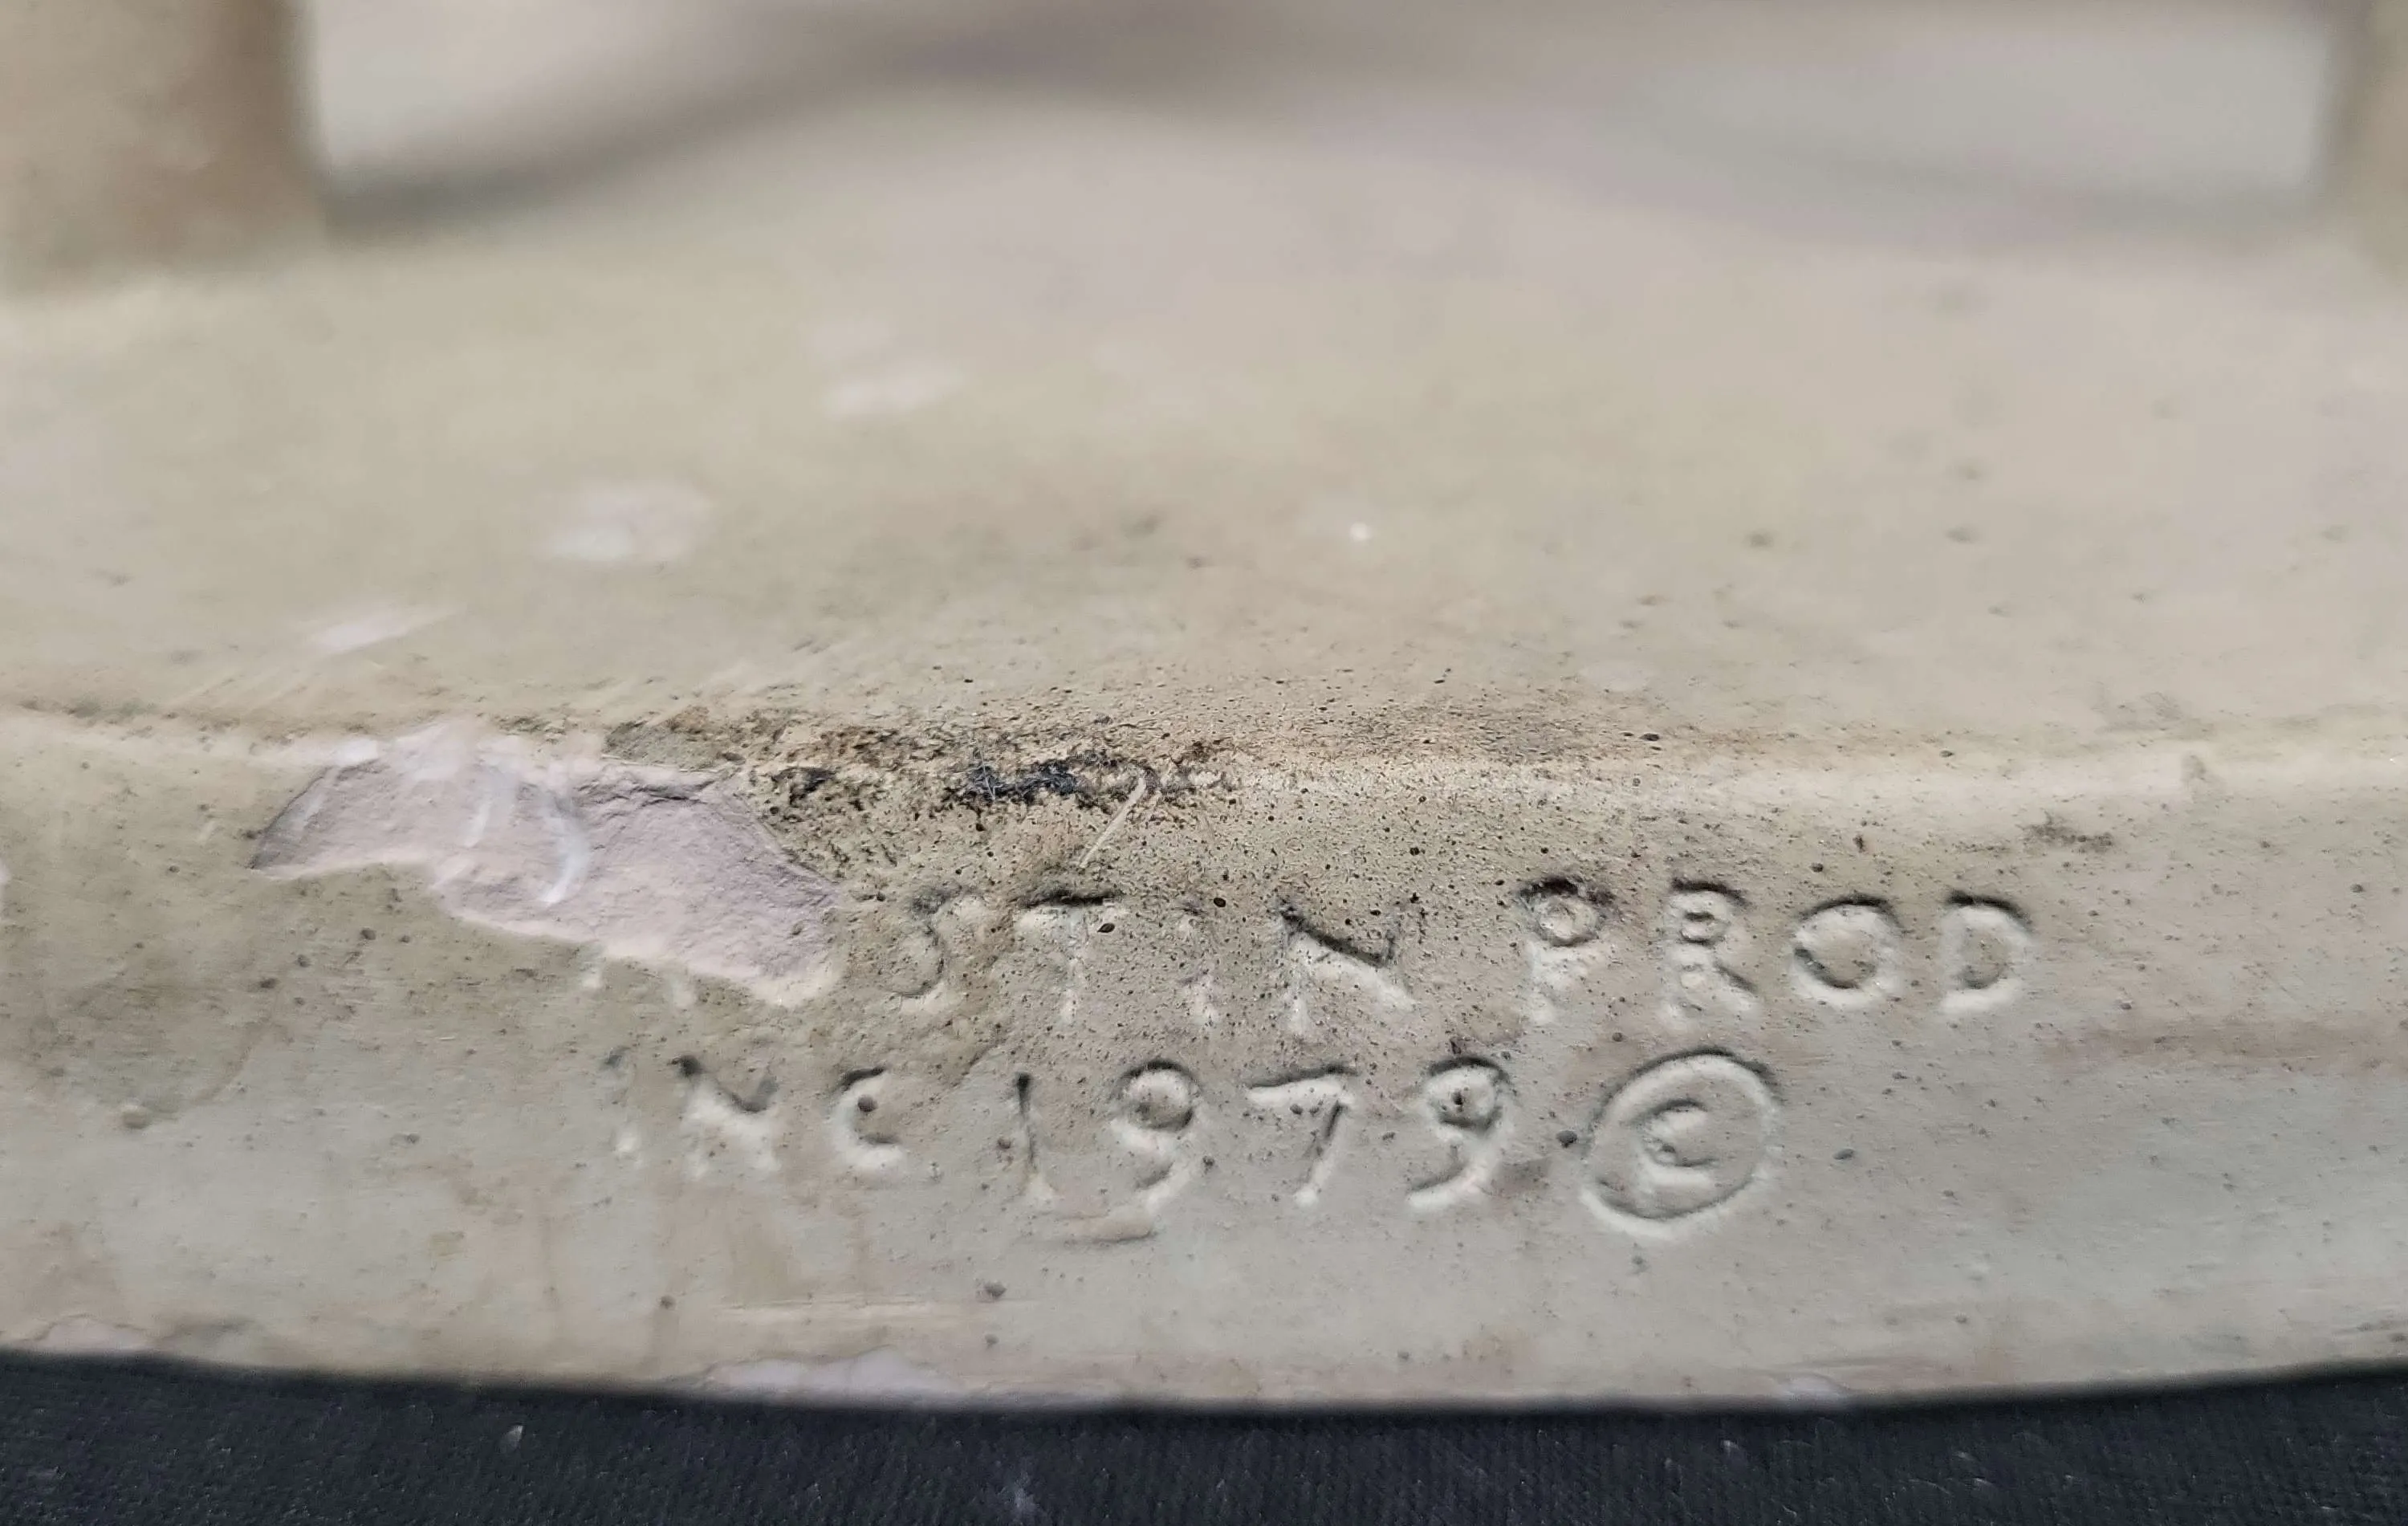 STIN PROD
INC 1979 ©